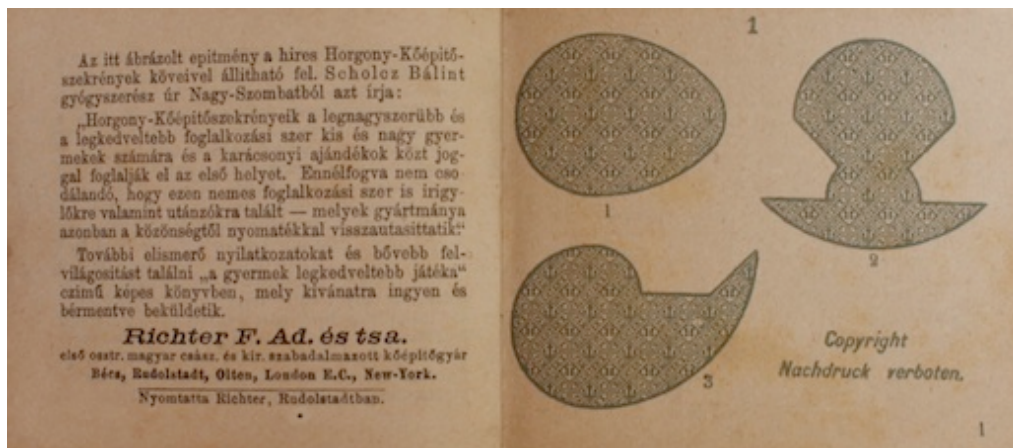 Az itt ábrázolt epitmény a hires Horgony-Kőépitő-
szekrények köveivel állitható fel. Scholcz Bálint
gyógyszerész úr Nagy-Szombatból azt írja:
„Horgony-Kőépitőszekrényeik a legnagyszerübb és
a legkedveltebb foglalkozási szer kis és nagy gyer-
mekek számára és a karácsonyi ajándékok közt jog-
gal foglalják el az első helyet. Ennélfogva nem cso
dálandó, hogy ezen nemes foglalkozási szer is irigy-
lőkre valamint utánzókra talált — melyek gyártmánya
azonban a közönségtől nyomatékkal visszautasittatik.“
További elismerő nyilatkozatokat és bővebb fel-
világositást találni „a gyermek legkedveltebb játéka“
czimű képes könyvben, mely kivánatra ingyen és
bérmentve beküldetik.
Richter F. Ad. és tsa.
első osztr. magyar csász. és kir. szabadalmazott kőépitőgyár
Bécs, Rudolstadt, Olten, London E.C., New-York.
Nyomtatta Richter, Rudolstadtban.
1
1
2
3
Copyright
Nachdruck verboten.
1